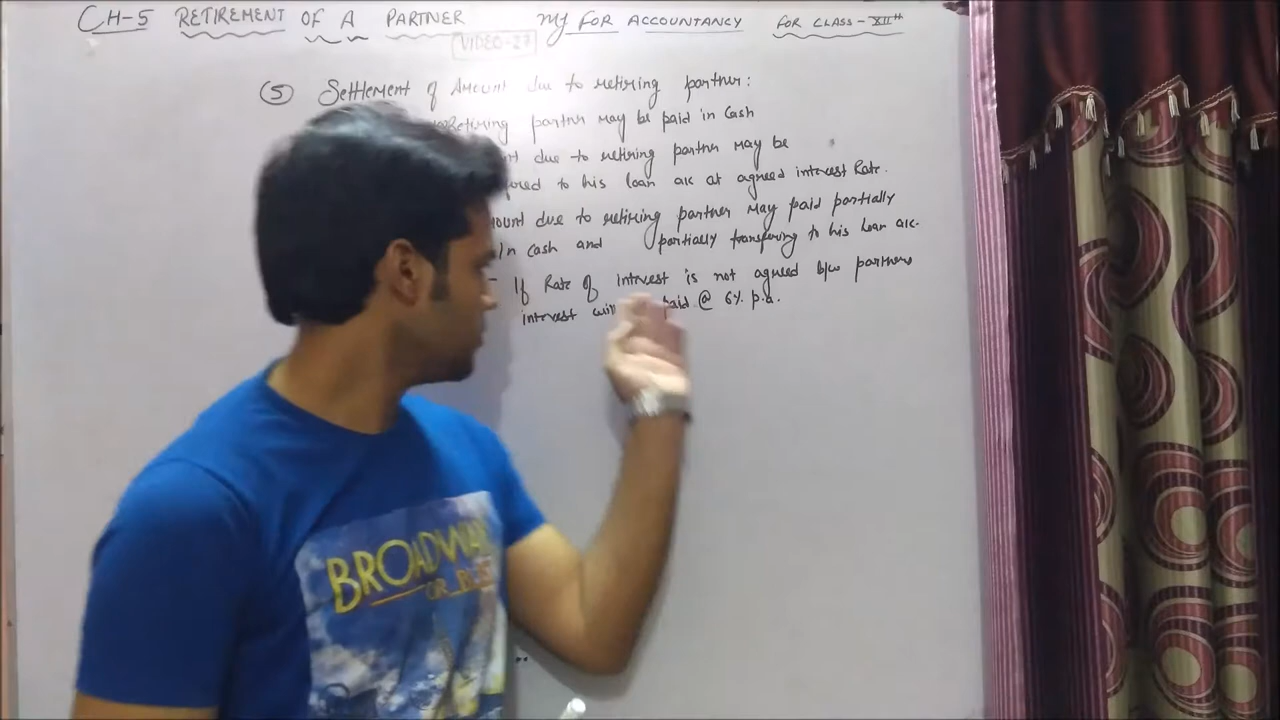 CH-5 RETIREMENT OF A PARTNER MJ FOR ACCOUNTANCY FOR CLASS-XIIth
VIDEO-27
(5) Settlement of Amount due to retiring partner:
Retiring partner may be paid in Cash
due to retiring partner may be
to his loan a/c at agreed interest Rate.
due to retiring partner may paid partially
In cash and partially transfering to his loan a/c.
- If Rate of interest is not agreed b/w partners
interest paid @ 6% p.a.
BROADWAY